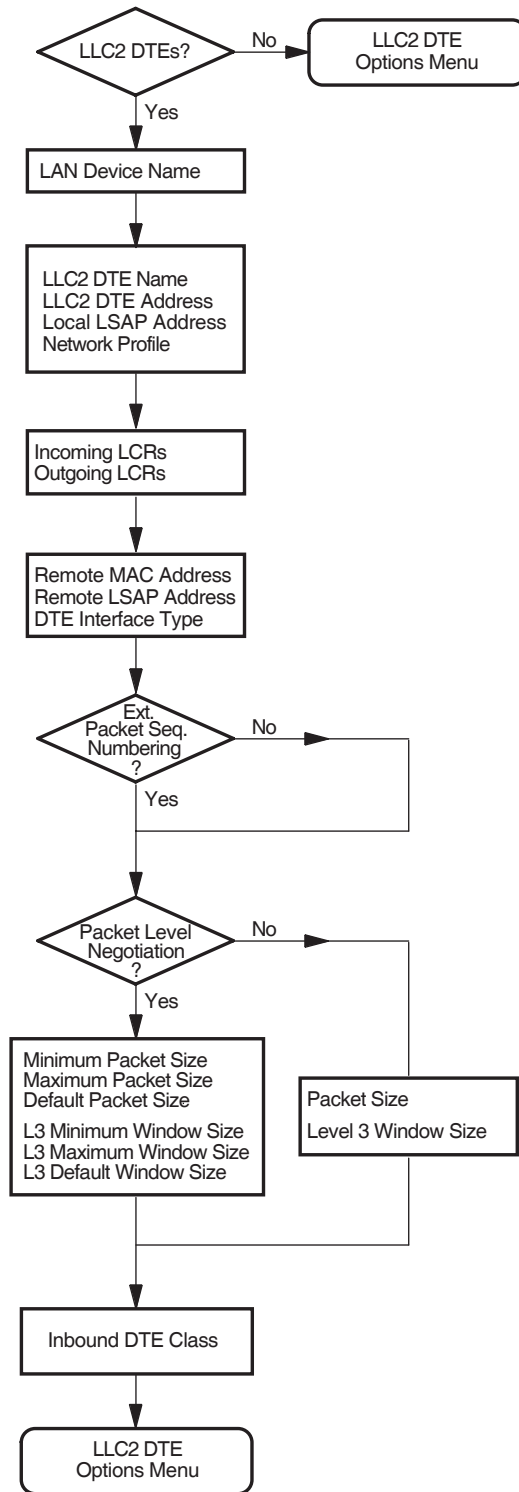 LLC2 DTEs?
No
LLC2 DTE
Options Menu
Yes
LAN Device Name
LLC2 DTE Name
LLC2 DTE Address
Local LSAP Address
Network Profile
Incoming LCRs
Outgoing LCRs
Remote MAC Address
Remote LSAP Address
DTE Interface Type
Ext.
Packet Seq.
Numbering
?
No
Yes
Packet Level
Negotiation
?
No
Yes
Minimum Packet Size
Maximum Packet Size
Default Packet Size
L3 Minimum Window Size
L3 Maximum Window Size
L3 Default Window Size
Packet Size
Level 3 Window Size
Inbound DTE Class
LLC2 DTE
Options Menu